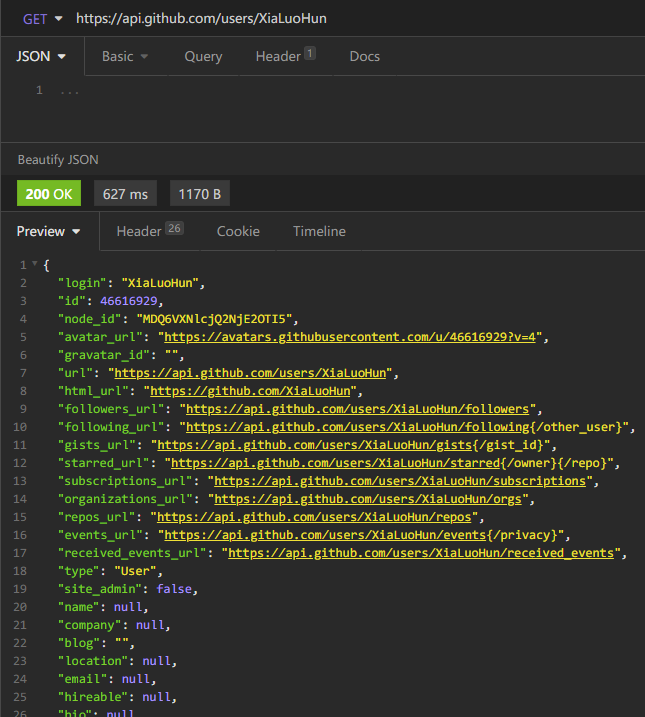 GET https://api.github.com/users/XiaLuoHun
JSON Basic Query Header 1 Docs
1 ...
Beautify JSON
200 OK 627 ms 1170 B
Preview Header 26 Cookie Timeline
1 {
2 "login": "XiaLuoHun",
3 "id": 46616929,
4 "node_id": "MDQ6VXNlcjQ2NjE2OTI5",
5 "avatar_url": "https://avatars.githubusercontent.com/u/46616929?v=4",
6 "gravatar_id": "",
7 "url": "https://api.github.com/users/XiaLuoHun",
8 "html_url": "https://github.com/XiaLuoHun",
9 "followers_url": "https://api.github.com/users/XiaLuoHun/followers",
10 "following_url": "https://api.github.com/users/XiaLuoHun/following{/other_user}",
11 "gists_url": "https://api.github.com/users/XiaLuoHun/gists{/gist_id}",
12 "starred_url": "https://api.github.com/users/XiaLuoHun/starred{/owner}{/repo}",
13 "subscriptions_url": "https://api.github.com/users/XiaLuoHun/subscriptions",
14 "organizations_url": "https://api.github.com/users/XiaLuoHun/orgs",
15 "repos_url": "https://api.github.com/users/XiaLuoHun/repos",
16 "events_url": "https://api.github.com/users/XiaLuoHun/events{/privacy}",
17 "received_events_url": "https://api.github.com/users/XiaLuoHun/received_events",
18 "type": "User",
19 "site_admin": false,
20 "name": null,
21 "company": null,
22 "blog": "",
23 "location": null,
24 "email": null,
25 "hireable": null,
26 "bio": null